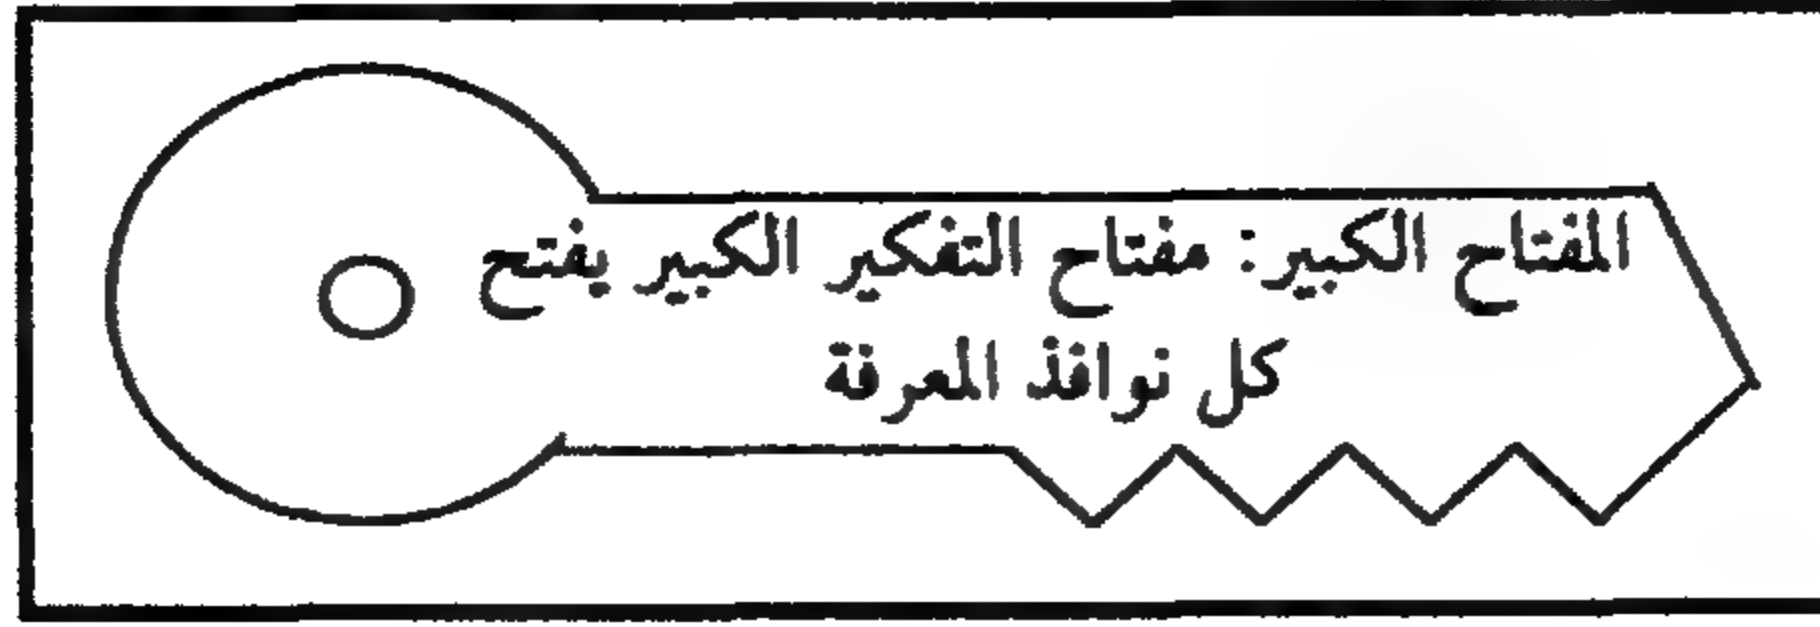 المفتاح الكبير: مفتاح التفكير الكبير يفتح
كل نوافذ المعرفة